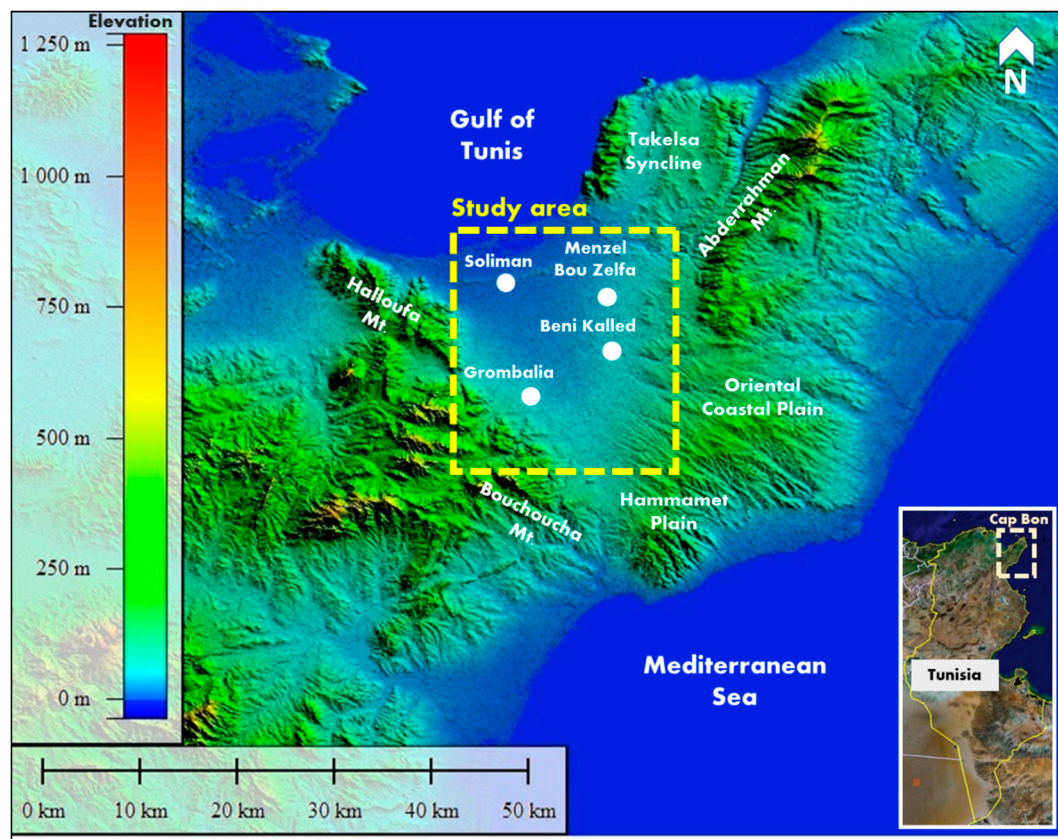 Elevation
1 250 m
1 000 m
750 m
500 m
250 m
0 m
N
Gulf of
Tunis
Takelsa
Syncline
Abderrahman
Mt.
Study area
Soliman
Menzel
Bou Zelfa
Halloufa
Mt.
Beni Kalled
Grombalia
Oriental
Coastal Plain
Bouchoucha
Mt.
Hammamet
Plain
Mediterranean
Sea
Cap Bon
Tunisia
0 km
10 km
20 km
30 km
40 km
50 km